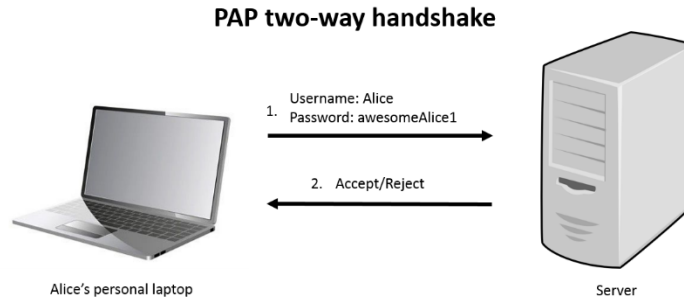 PAP two-way handshake
1.
Username: Alice
Password: awesomeAlice1
2. Accept/Reject
Alice's personal laptop
Server